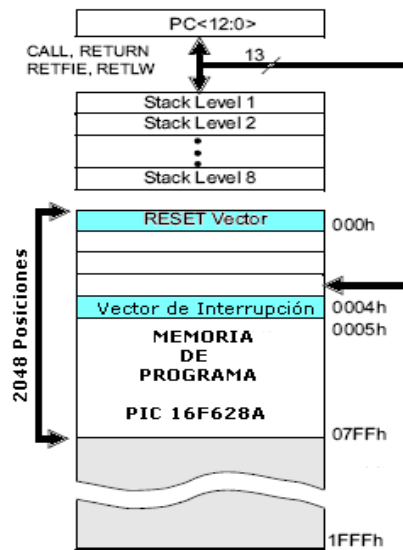 PC<12:0>
CALL, RETURN
RETFIE, RETLW
13
Stack Level 1
Stack Level 2
Stack Level 8
RESET Vector
000h
2048 Posiciones
Vector de Interrupción
0004h
0005h
MEMORIA
DE
PROGRAMA
PIC 16F628A
07FFh
1FFFh